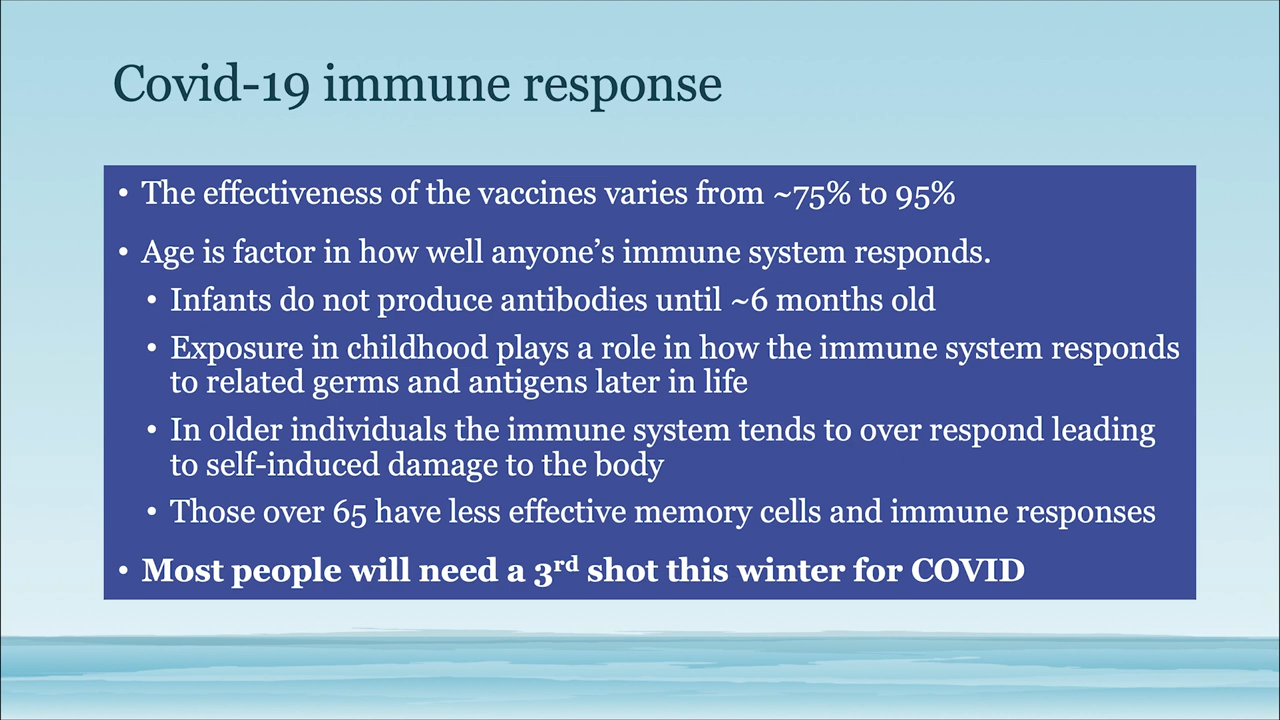 Covid-19 immune response
• The effectiveness of the vaccines varies from ~75% to 95%
• Age is factor in how well anyone’s immune system responds.
• Infants do not produce antibodies until ~6 months old
• Exposure in childhood plays a role in how the immune system responds
to related germs and antigens later in life
• In older individuals the immune system tends to over respond leading
to self-induced damage to the body
• Those over 65 have less effective memory cells and immune responses
• Most people will need a 3rd shot this winter for COVID